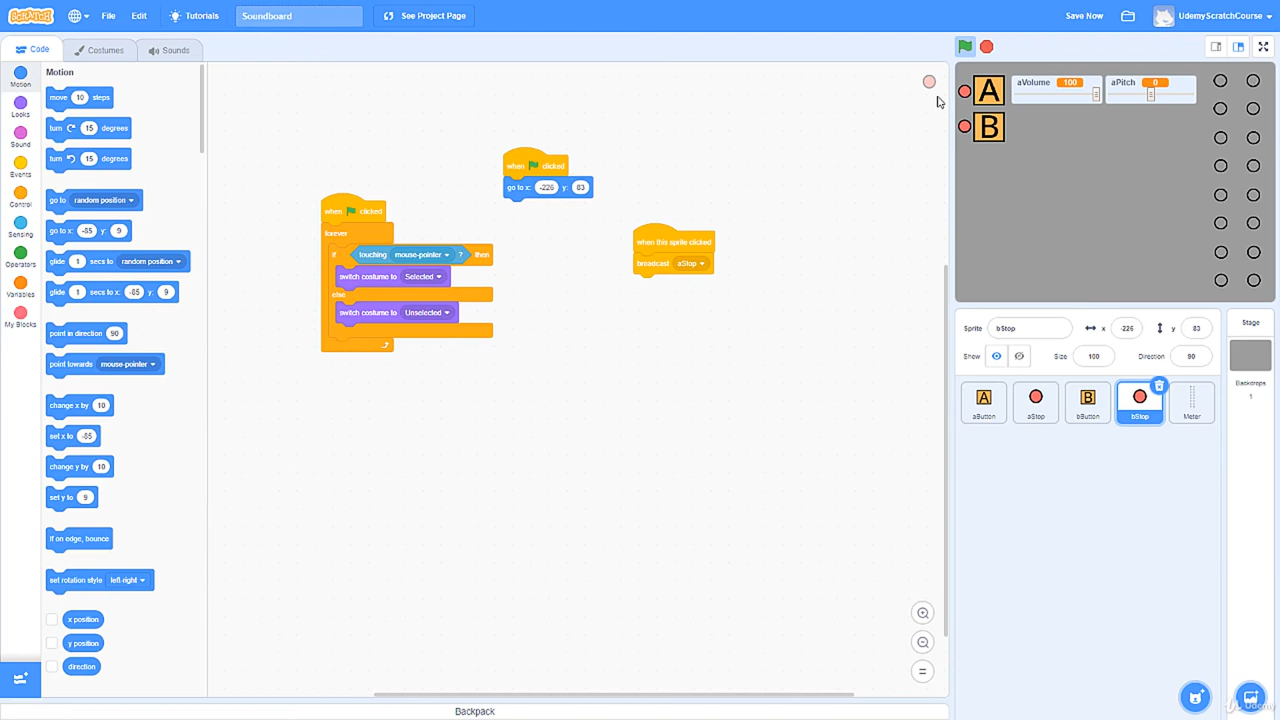 SCRATCH File Edit Tutorials Soundboard See Project Page Save Now UdemyScratchCourse
Code Costumes Sounds
Motion
Looks
Sound
Events
Control
Sensing
Operators
Variables
My Blocks
Motion
move 10 steps
turn 15 degrees
turn 15 degrees
go to random position
go to x: -85 y: 9
glide 1 secs to random position
glide 1 secs to x: -85 y: 9
point in direction 90
point towards mouse-pointer
change x by 10
set x to -85
change y by 10
set y to 9
if on edge, bounce
set rotation style left-right
x position
y position
direction
when clicked
forever
if touching mouse-pointer ? then
switch costume to Selected
else
switch costume to Unselected
when clicked
go to x: -226 y: 83
when this sprite clicked
broadcast aStop
A aVolume 100 aPitch 0
B
Sprite bStop x -226 y 83
Show Size 100 Direction 90
A B
aButton aStop bButton bStop Meter
Stage
Backdrops
1
Backpack
Udemy